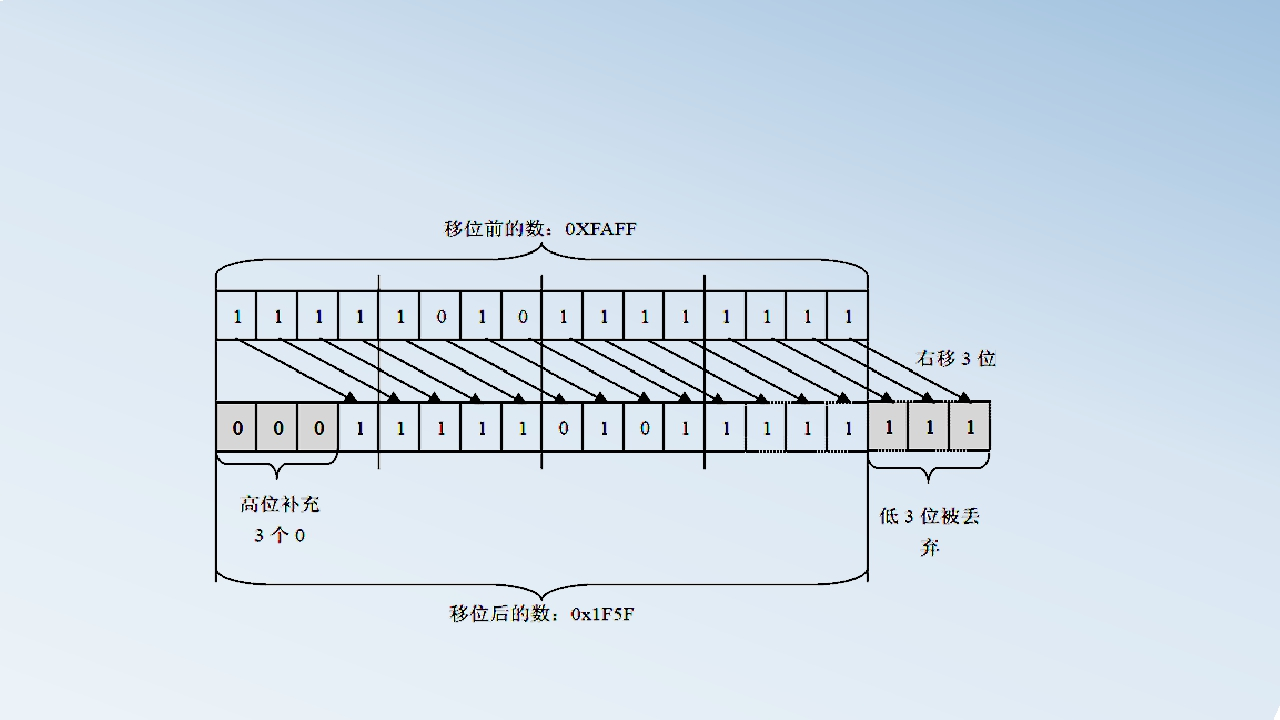 移位前的数：0XFAFF
1 1 1 1 1 0 1 0 1 1 1 1 1 1 1 1
右移 3 位
0 0 0 1 1 1 1 1 0 1 0 1 1 1 1 1 1 1 1
高位补充
3 个 0
低 3 位被丢
弃
移位后的数：0x1F5F